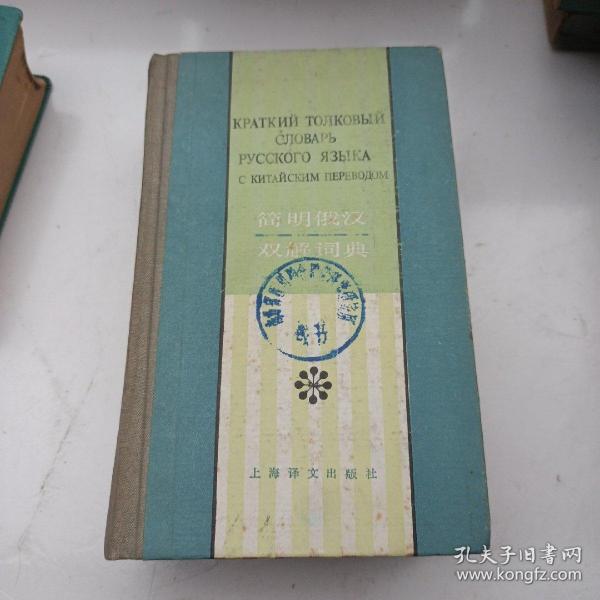 КРАТКИЙ ТОЛКОВЫЙ
СЛОВАРЬ
РУССКОГО ЯЗЫКА
С КИТАЙСКИМ ПЕРЕВОДОМ
简明俄汉
双解词典
上海译文出版社
孔夫子旧书网
www.kongfz.com